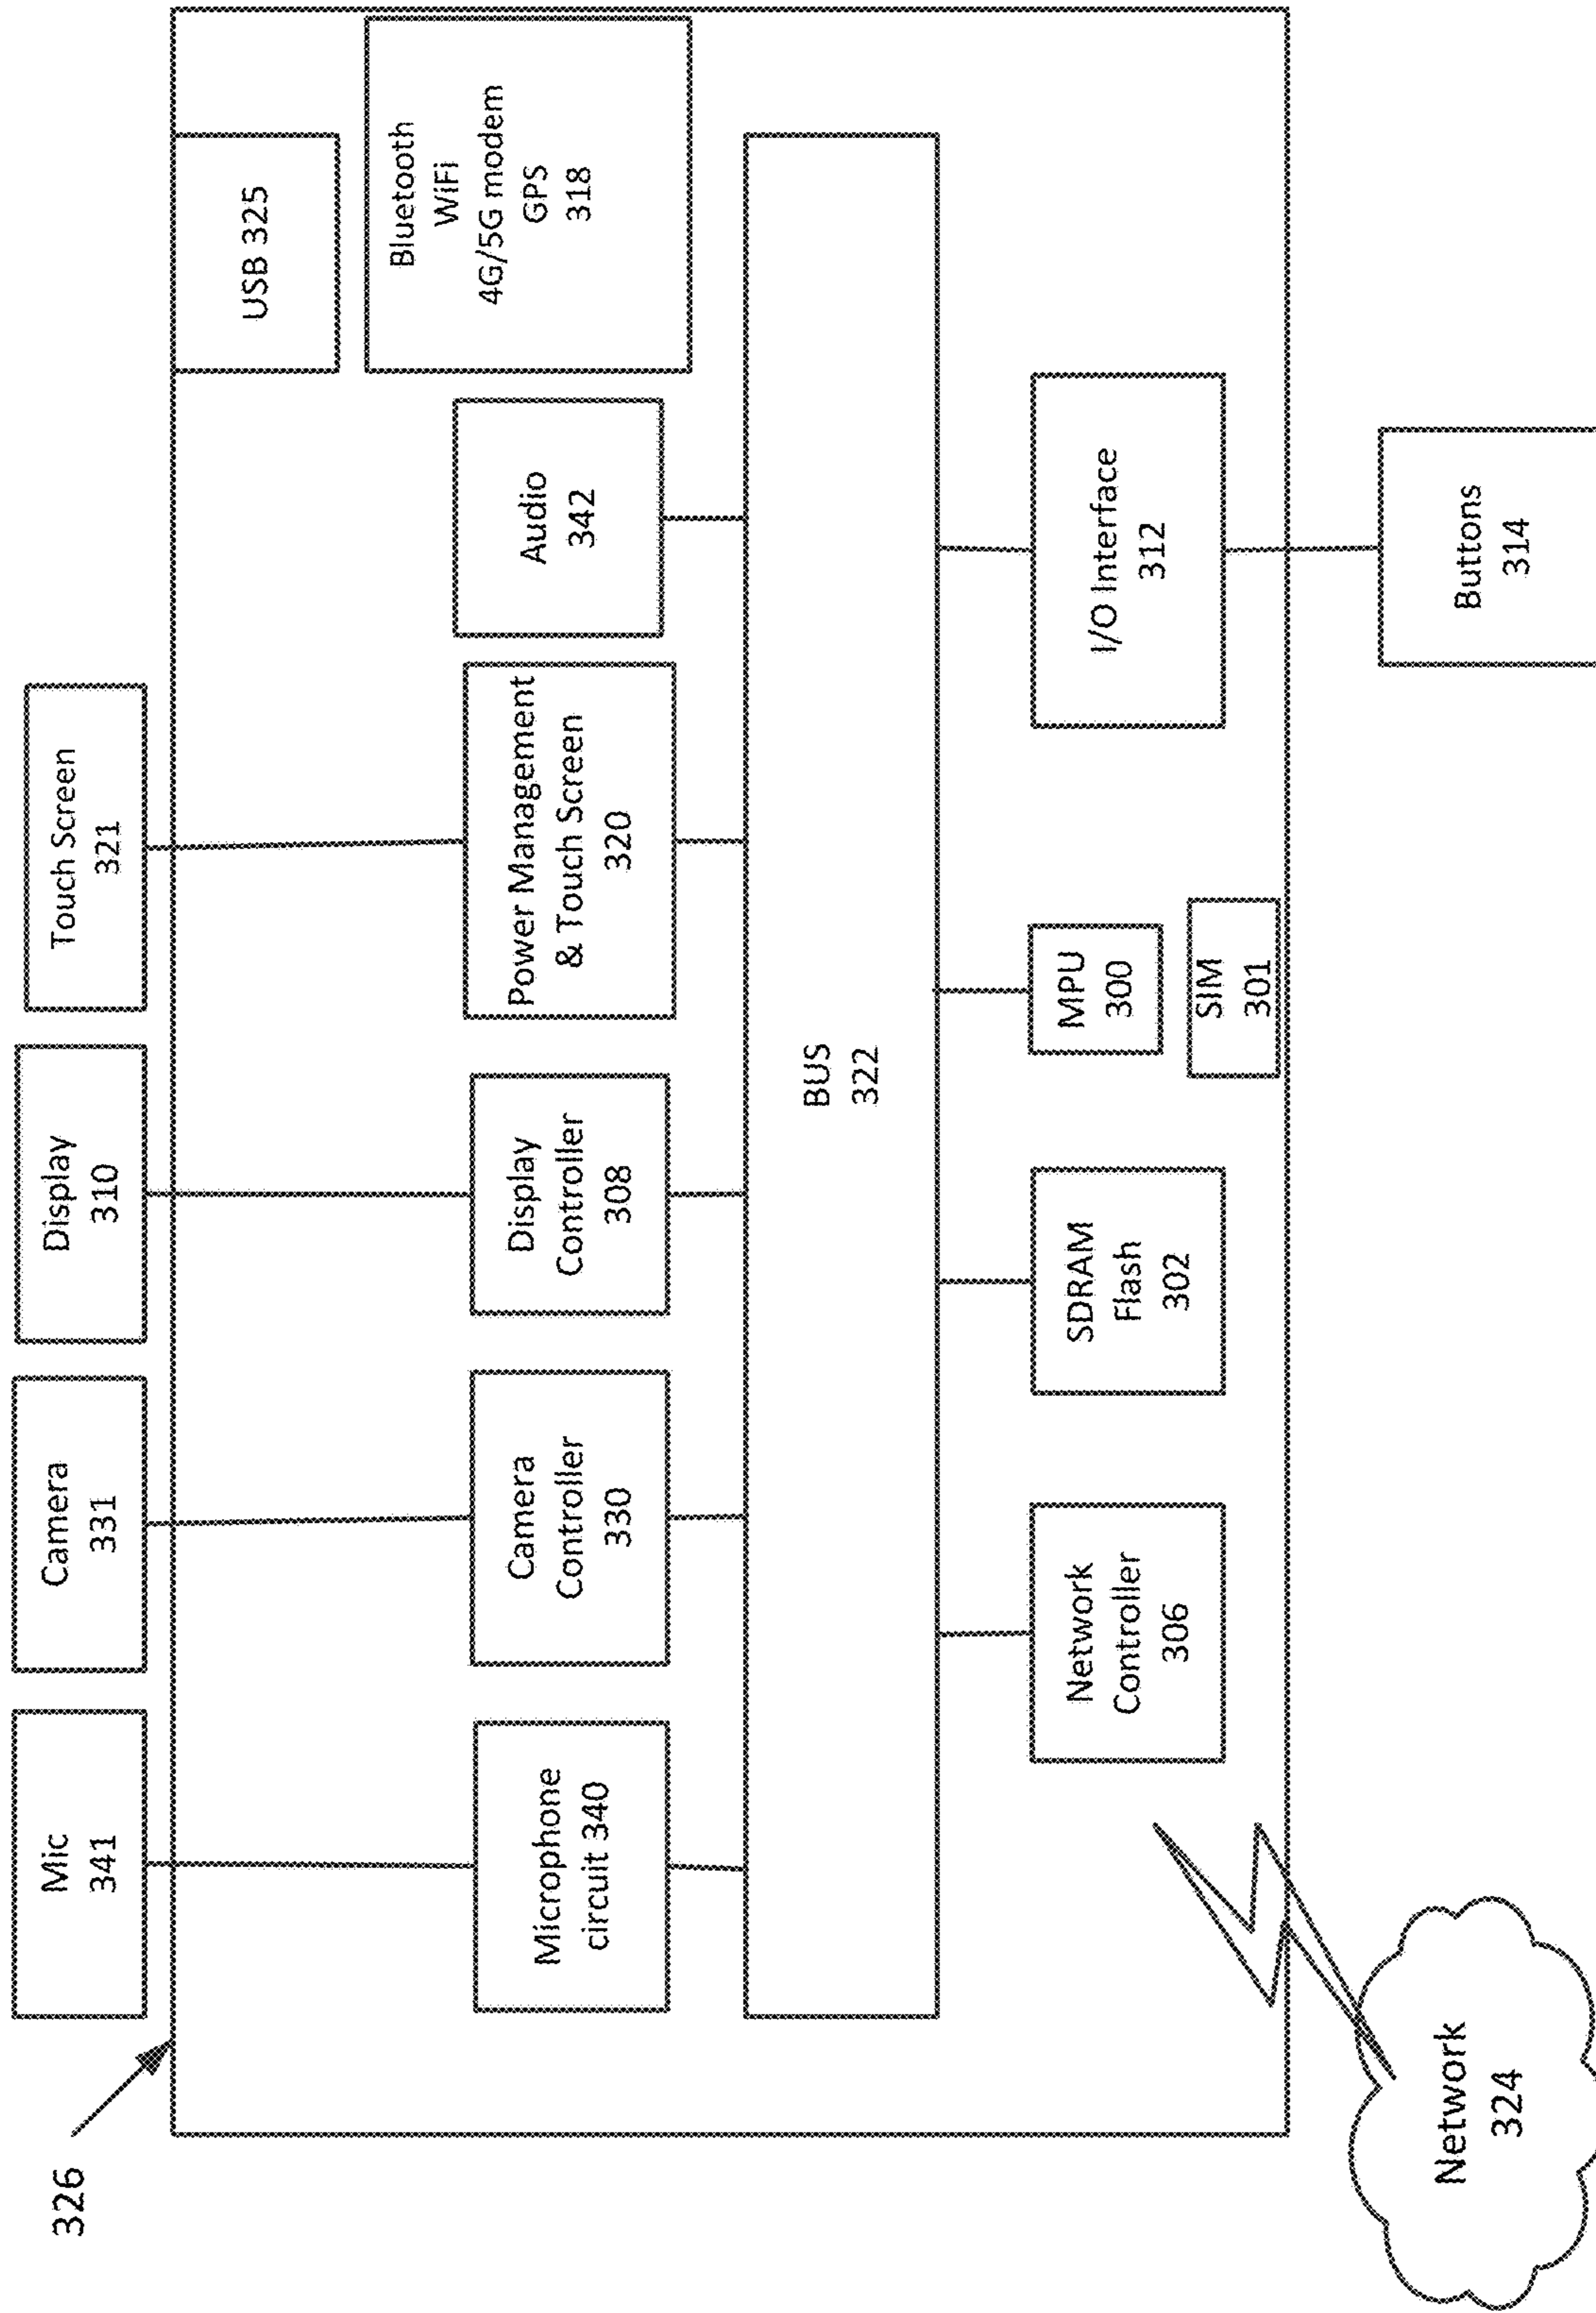 326
Mic
341
Camera
331
Display
310
Touch Screen
321
USB 325
Microphone
circuit 340
Camera
Controller
330
Display
Controller
308
Power Management
& Touch Screen
320
Audio
342
Bluetooth
WiFi
4G/5G modem
GPS
318
BUS
322
Network
Controller
306
SDRAM
Flash
302
MPU
300
SIM
301
I/O Interface
312
Network
324
Buttons
314